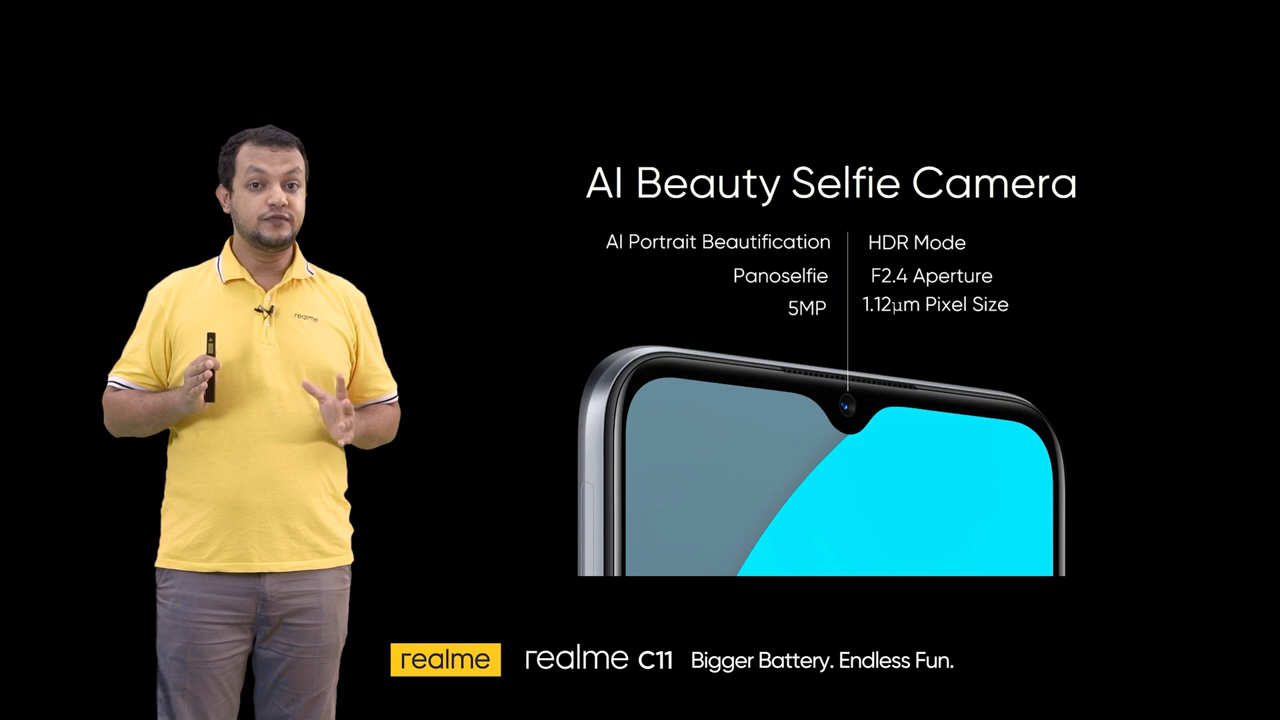 AI Beauty Selfie Camera
AI Portrait Beautification
Panoselfie
5MP
HDR Mode
F2.4 Aperture
1.12µm Pixel Size
realme
realme
realme C11
Bigger Battery. Endless Fun.